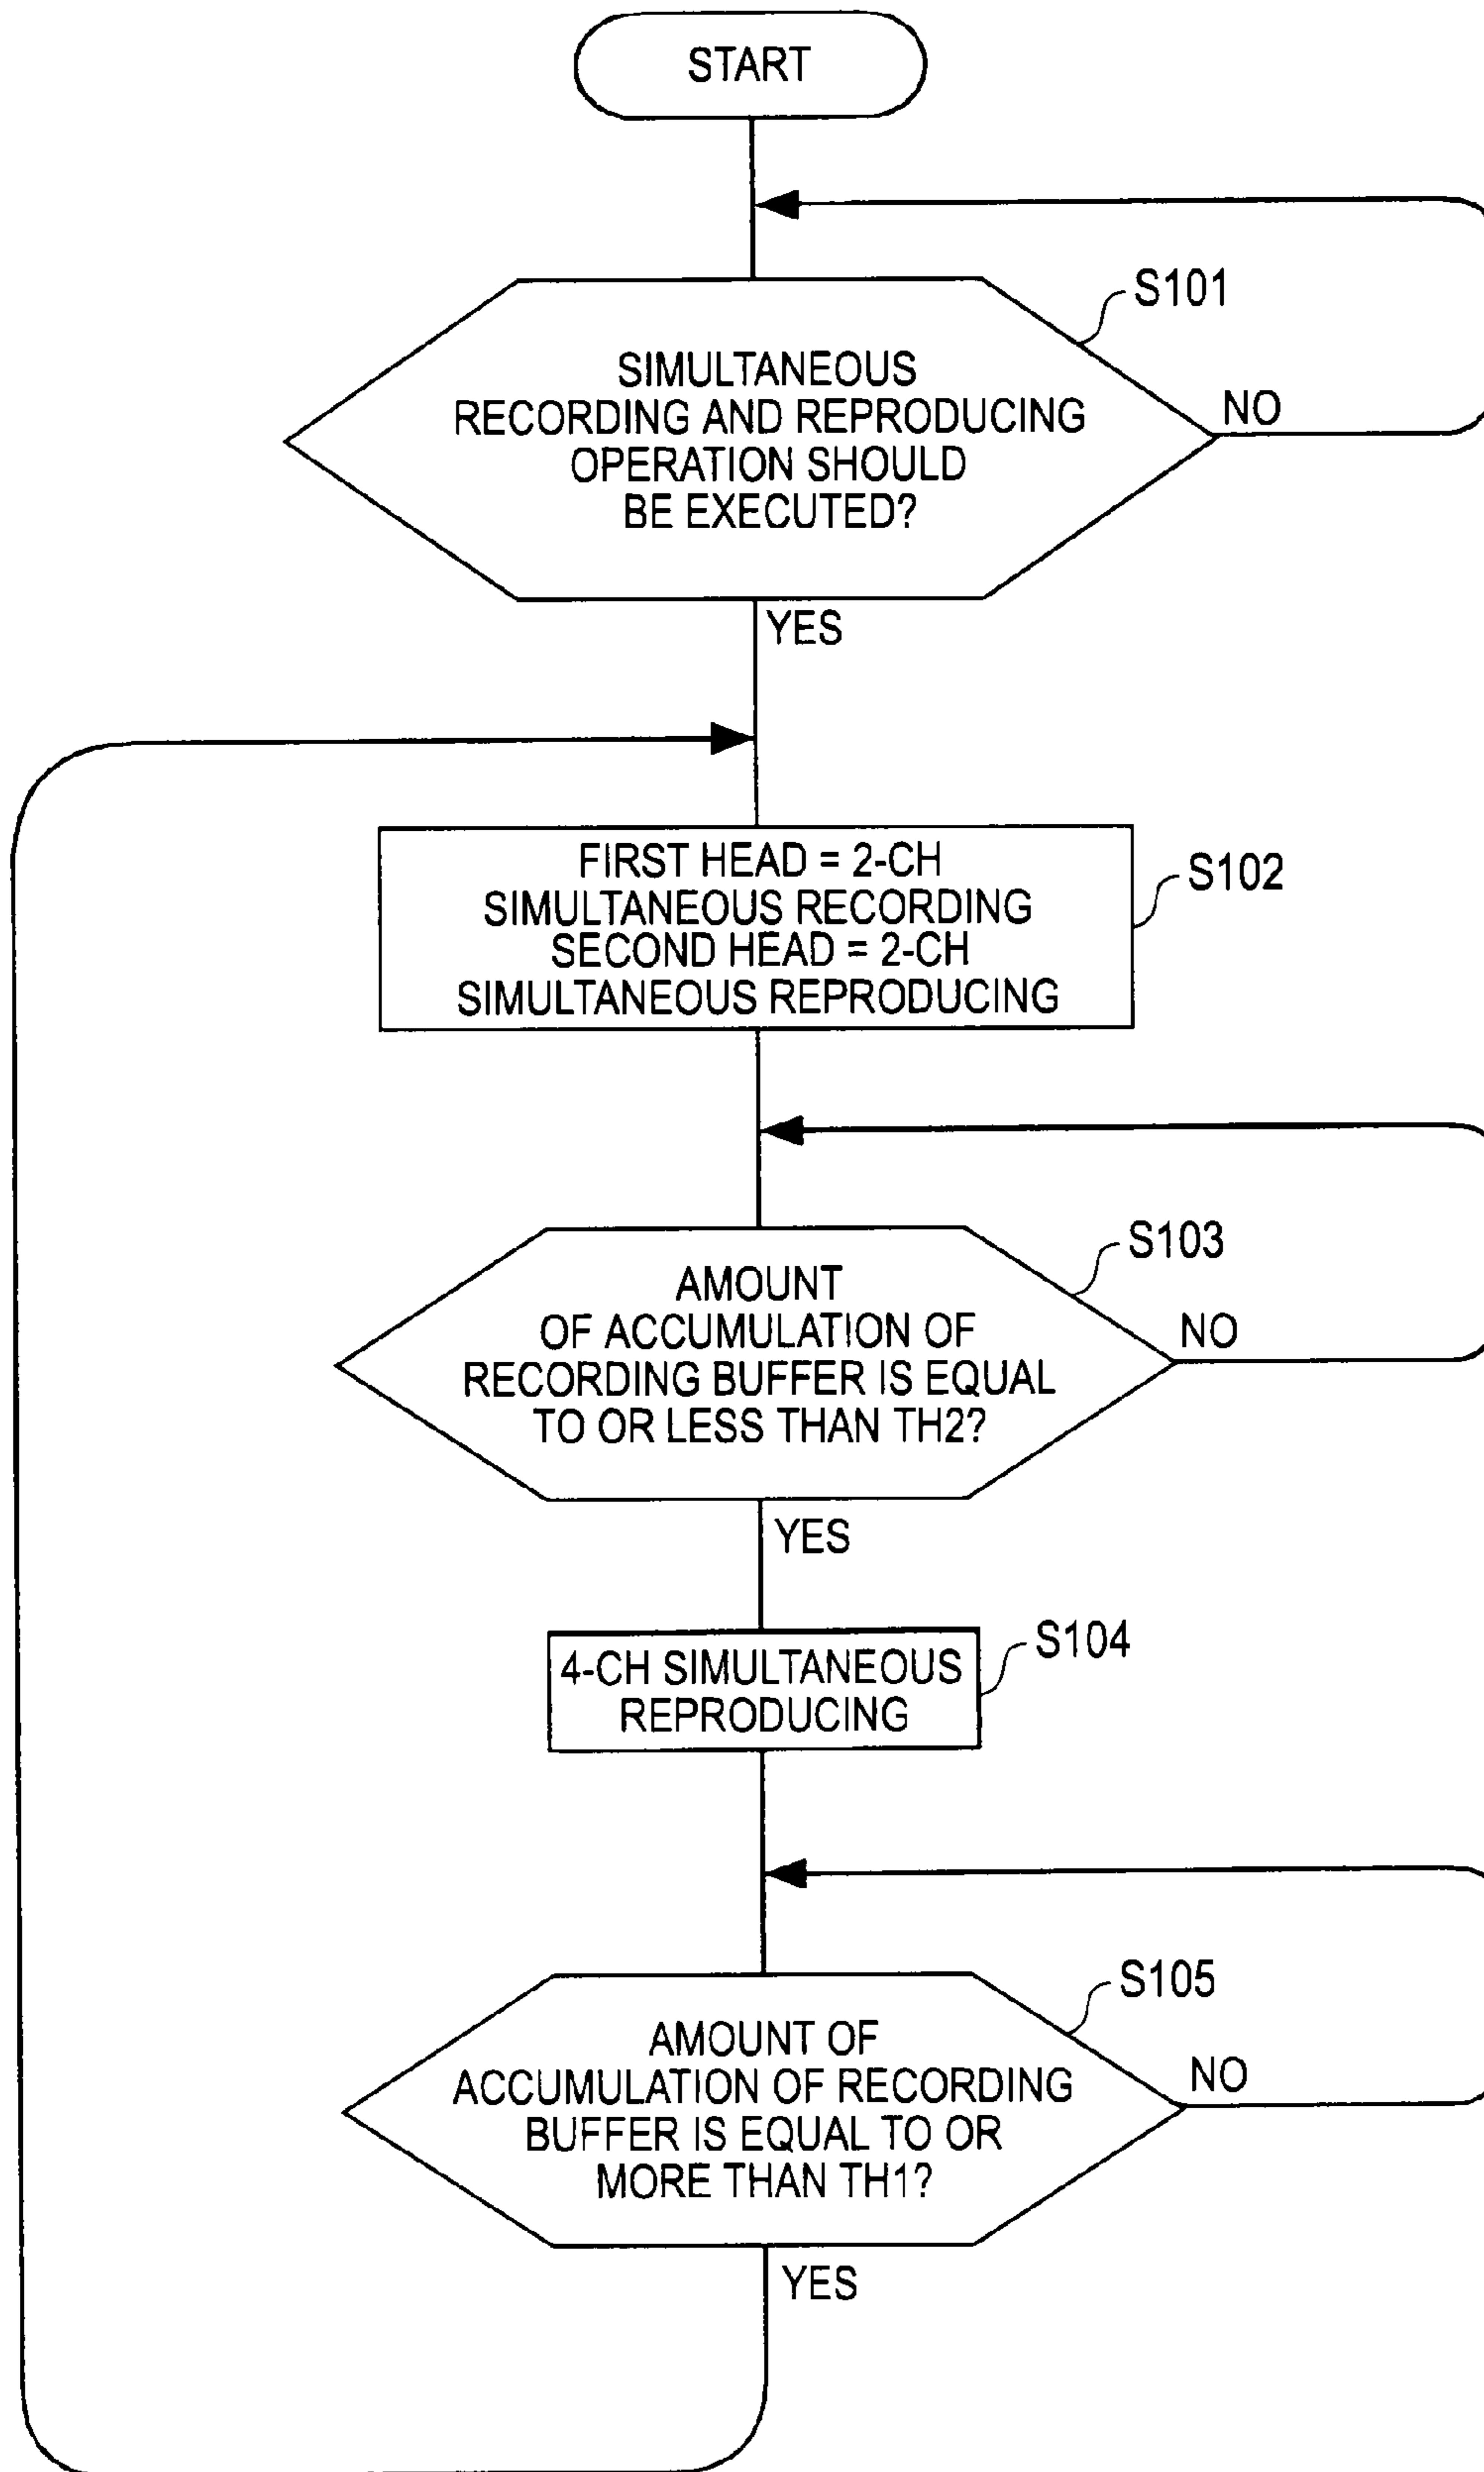 START
S101
SIMULTANEOUS
RECORDING AND REPRODUCING
OPERATION SHOULD
BE EXECUTED?
NO
YES
FIRST HEAD = 2-CH
SIMULTANEOUS RECORDING
SECOND HEAD = 2-CH
SIMULTANEOUS REPRODUCING
S102
S103
AMOUNT
OF ACCUMULATION OF
RECORDING BUFFER IS EQUAL
TO OR LESS THAN TH2?
NO
YES
4-CH SIMULTANEOUS
REPRODUCING
S104
S105
AMOUNT OF
ACCUMULATION OF RECORDING
BUFFER IS EQUAL TO OR
MORE THAN TH1?
NO
YES